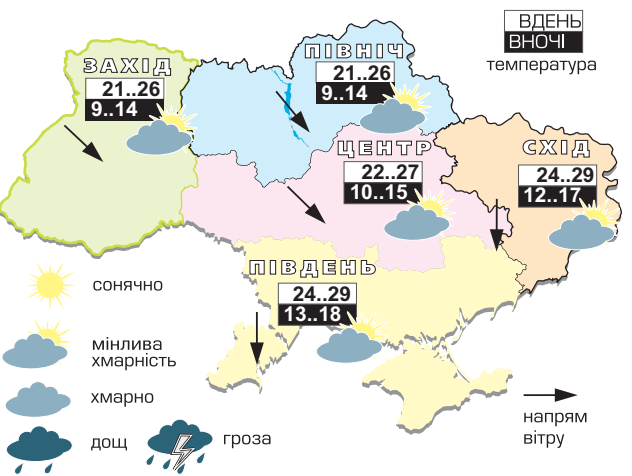 ВДЕНЬ
ВНОЧІ
температура
ПІВНІЧ
21..26
9..14
ЗАХІД
21..26
9..14
ЦЕНТР
22..27
10..15
СХІД
24..29
12..17
ПІВДЕНЬ
24..29
13..18
сонячно
мінлива
хмарність
хмарно
дощ
гроза
напрям
вітру